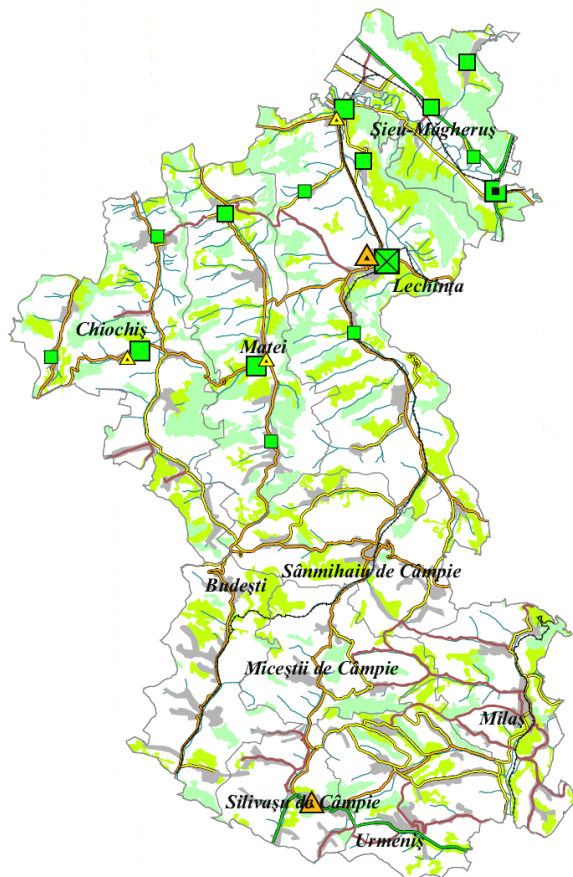 Şieu-Măgheruş
Lechinţa
Chiochiş
Matei
Sânmihaiu de Câmpie
Budeşti
Miceştii de Câmpie
Milaş
Silivaşu de Câmpie
Urmeniş